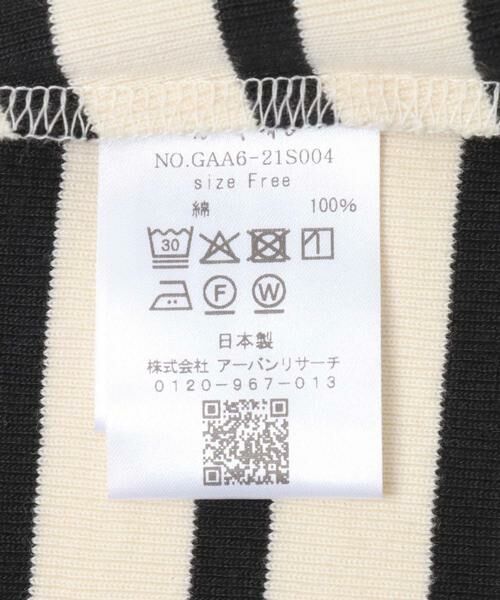 NO.GAA6-21S004
size Free
綿 100%
30
F W
日本製
株式会社 アーバンリサーチ
0120-967-013